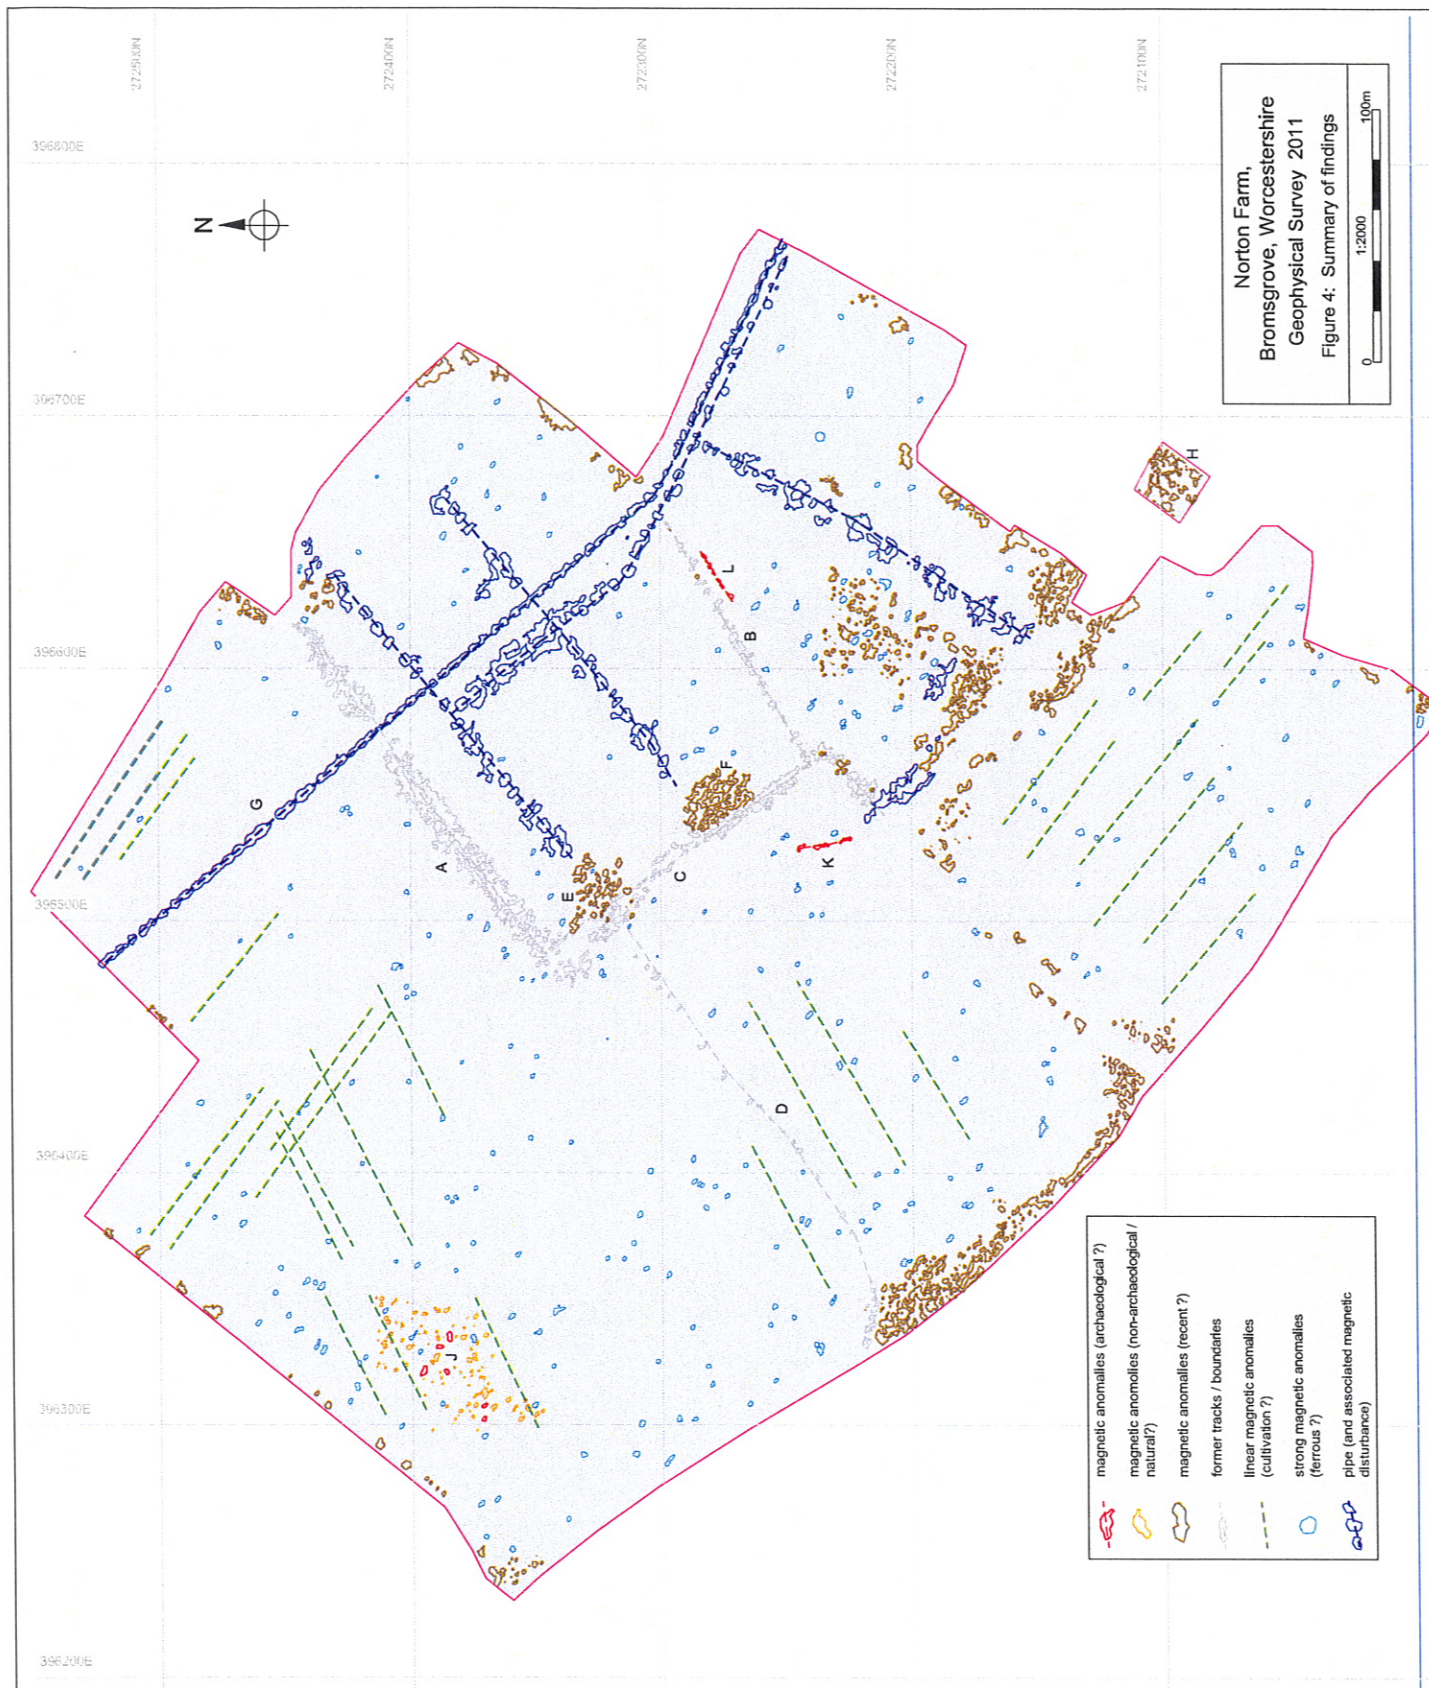 272500N
272400N
272300N
272200N
272100N
396800E
396700E
396600E
396500E
396400E
396300E
396200E
N
Norton Farm,
Bromsgrove, Worcestershire
Geophysical Survey 2011
Figure 4: Summary of findings
0
1:2000
100m
G
A
E
F
C
B
L
K
D
J
H
magnetic anomalies (archaeological ?)
magnetic anomolies (non-archaeological /
natural?)
magnetic anomalies (recent ?)
former tracks / boundaries
linear magnetic anomalies
(cultivation ?)
strong magnetic anomalies
(ferrous ?)
pipe (and associated magnetic
disturbance)